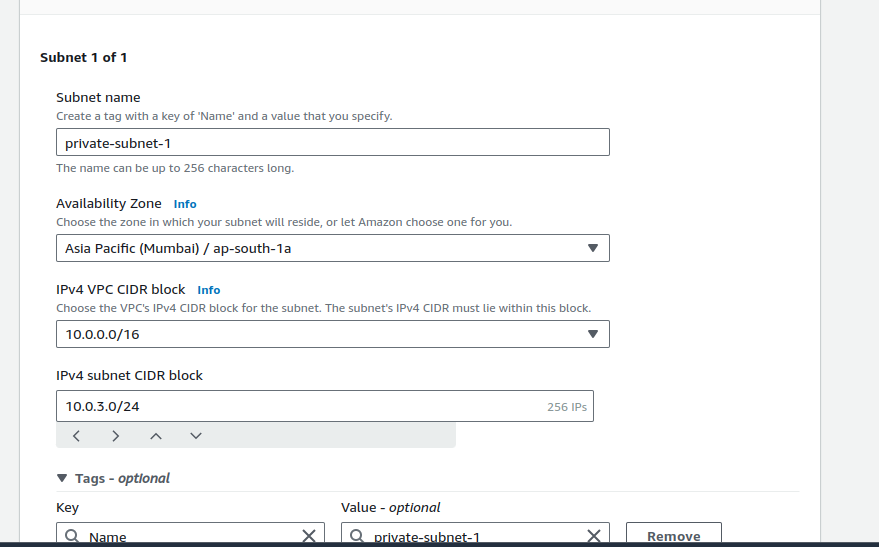 Subnet 1 of 1
Subnet name
Create a tag with a key of 'Name' and a value that you specify.
private-subnet-1
The name can be up to 256 characters long.
Availability Zone Info
Choose the zone in which your subnet will reside, or let Amazon choose one for you.
Asia Pacific (Mumbai) / ap-south-1a
IPv4 VPC CIDR block Info
Choose the VPC's IPv4 CIDR block for the subnet. The subnet's IPv4 CIDR must lie within this block.
10.0.0.0/16
IPv4 subnet CIDR block
10.0.3.0/24 256 IPs
Tags - optional
Key Value - optional
Name private-subnet-1 Remove